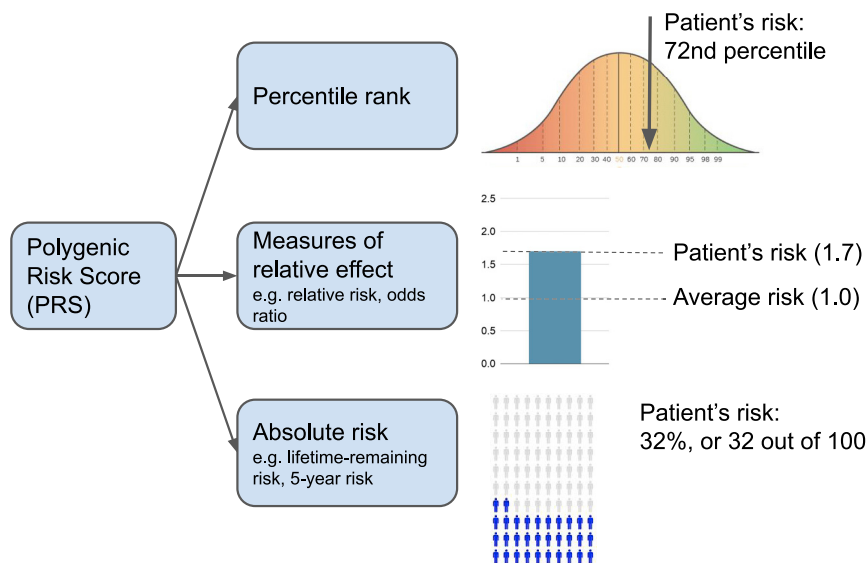 Polygenic
Risk Score
(PRS)
Percentile rank
Patient's risk:
72nd percentile
1 5 10 20 30 40 50 60 70 80 90 95 98 99
Measures of
relative effect
e.g. relative risk, odds
ratio
2.5
2.0
1.5
1.0
0.5
0.0
Patient's risk (1.7)
Average risk (1.0)
Absolute risk
e.g. lifetime-remaining
risk, 5-year risk
Patient's risk:
32%, or 32 out of 100